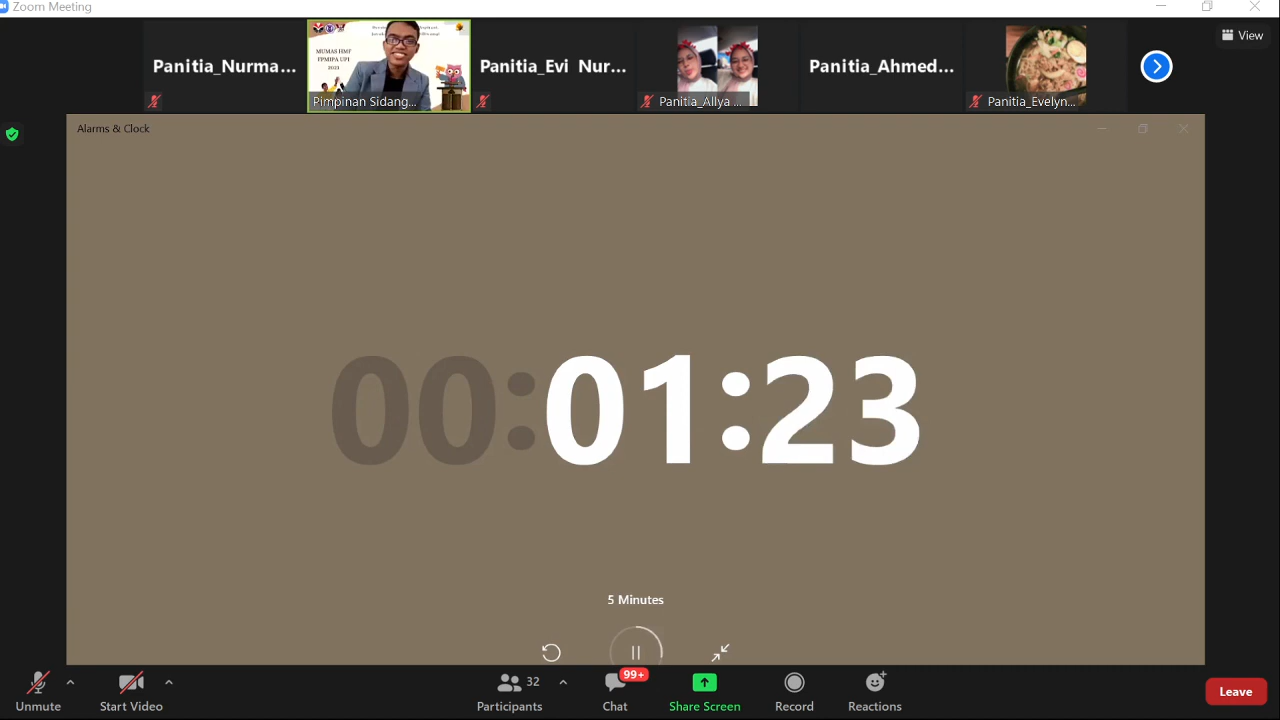 Zoom Meeting
View
Panitia_Nurma...
MUMAS HMF
FPMIPA UPI
2023
Pimpinan Sidang...
Panitia_Evi Nur...
Panitia_Allya ...
Panitia_Ahmed...
Panitia_Evelyn...
Alarms & Clock
00:01:23
5 Minutes
Unmute
Start Video
32
Participants
99+
Chat
Share Screen
Record
Reactions
Leave